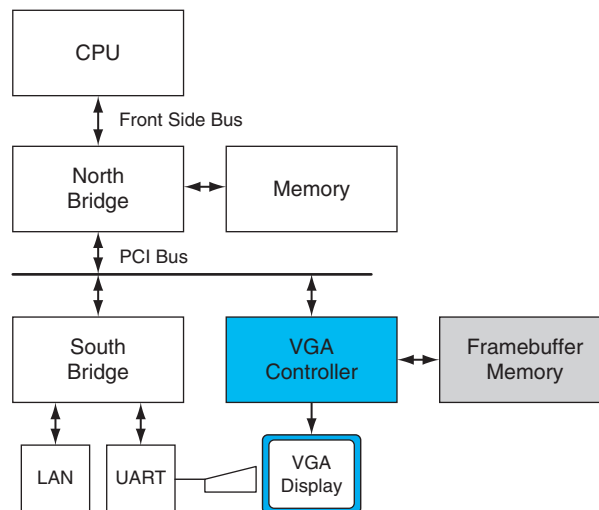 CPU
Front Side Bus
North
Bridge
Memory
PCI Bus
South
Bridge
VGA
Controller
Framebuffer
Memory
LAN
UART
VGA
Display